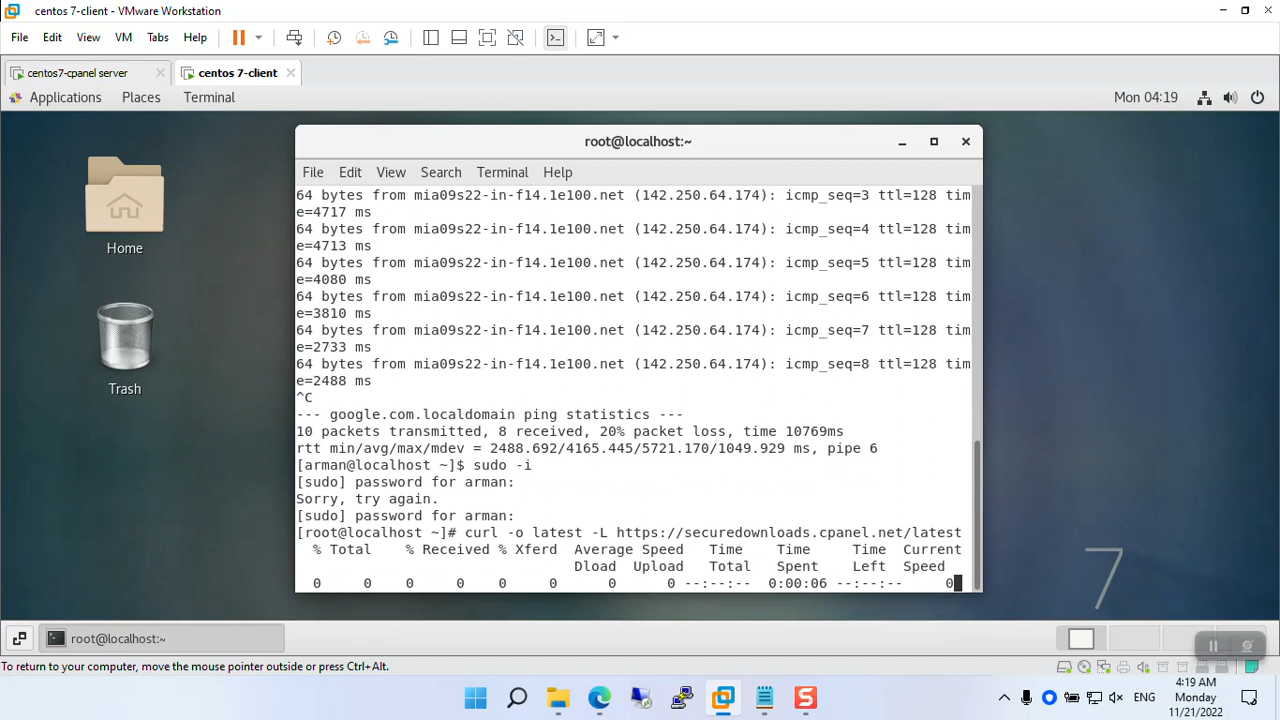 centos 7-client - VMware Workstation
File Edit View VM Tabs Help
centos7-cpanel server
centos 7-client
Applications Places Terminal Mon 04:19
root@localhost:~
File Edit View Search Terminal Help
64 bytes from mia09s22-in-f14.1e100.net (142.250.64.174): icmp_seq=3 ttl=128 tim
e=4717 ms
64 bytes from mia09s22-in-f14.1e100.net (142.250.64.174): icmp_seq=4 ttl=128 tim
e=4713 ms
64 bytes from mia09s22-in-f14.1e100.net (142.250.64.174): icmp_seq=5 ttl=128 tim
e=4080 ms
64 bytes from mia09s22-in-f14.1e100.net (142.250.64.174): icmp_seq=6 ttl=128 tim
e=3810 ms
64 bytes from mia09s22-in-f14.1e100.net (142.250.64.174): icmp_seq=7 ttl=128 tim
e=2733 ms
64 bytes from mia09s22-in-f14.1e100.net (142.250.64.174): icmp_seq=8 ttl=128 tim
e=2488 ms
^C
--- google.com.localdomain ping statistics ---
10 packets transmitted, 8 received, 20% packet loss, time 10769ms
rtt min/avg/max/mdev = 2488.692/4165.445/5721.170/1049.929 ms, pipe 6
[arman@localhost ~]$ sudo -i
[sudo] password for arman:
Sorry, try again.
[sudo] password for arman:
[root@localhost ~]# curl -o latest -L https://securedownloads.cpanel.net/latest
% Total % Received % Xferd Average Speed Time Time Time Current
Dload Upload Total Spent Left Speed
0 0 0 0 0 0 0 0 --:--:-- 0:00:06 --:--:-- 0
Home
Trash
7
root@localhost:~
To return to your computer, move the mouse pointer outside or press Ctrl+Alt.
ENG
4:19 AM
Monday
11/21/2022